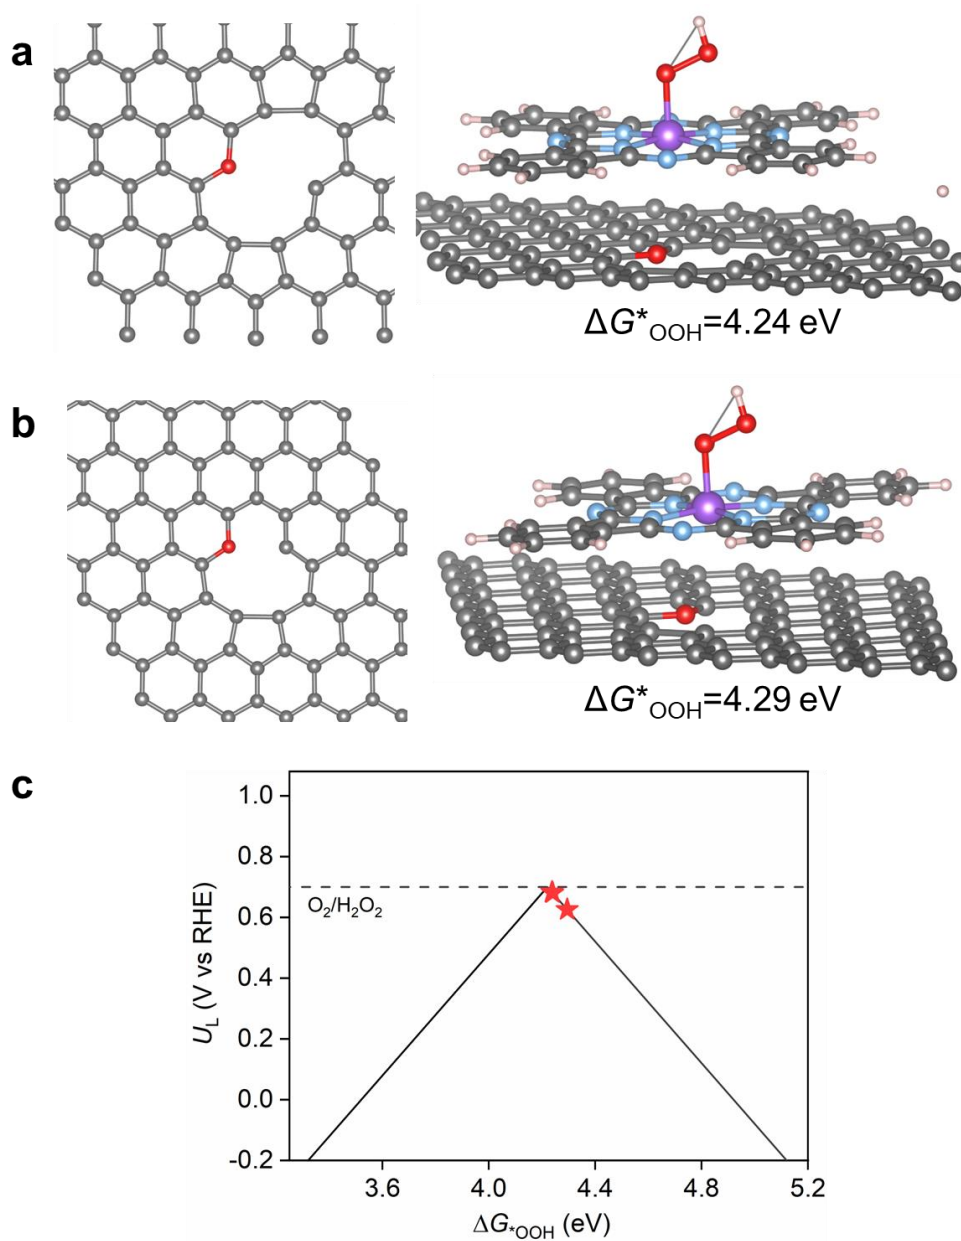 a
ΔG*OOH=4.24 eV
b
ΔG*OOH=4.29 eV
c
1.0
0.8
0.6
0.4
0.2
0.0
-0.2
UL (V vs RHE)
O2/H2O2
3.6 4.0 4.4 4.8 5.2
ΔG*OOH (eV)